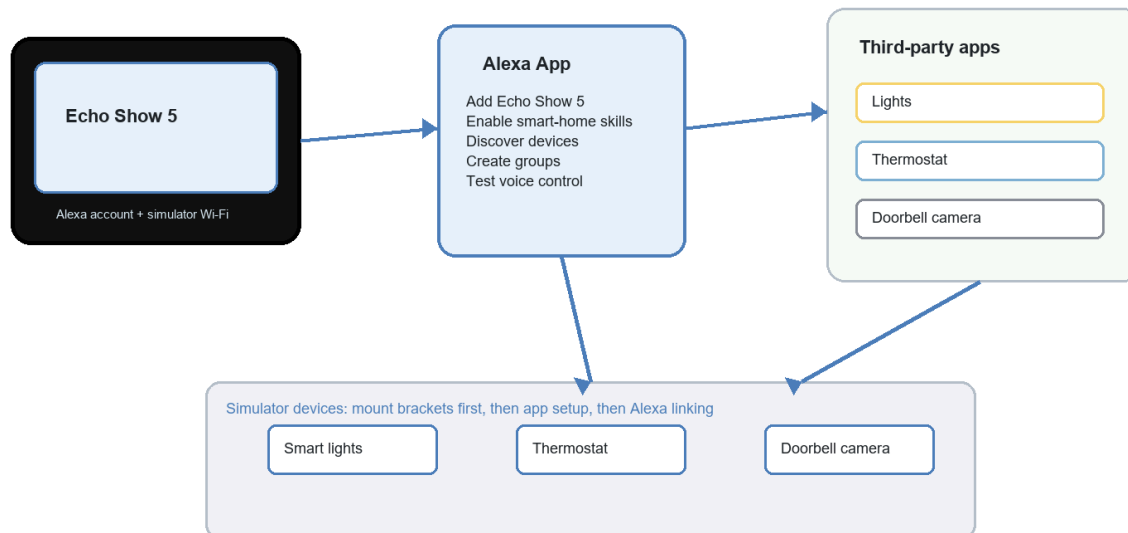 Echo Show 5
Alexa account + simulator Wi-Fi
Alexa App
Add Echo Show 5
Enable smart-home skills
Discover devices
Create groups
Test voice control
Third-party apps
Lights
Thermostat
Doorbell camera
Simulator devices: mount brackets first, then app setup, then Alexa linking
Smart lights
Thermostat
Doorbell camera